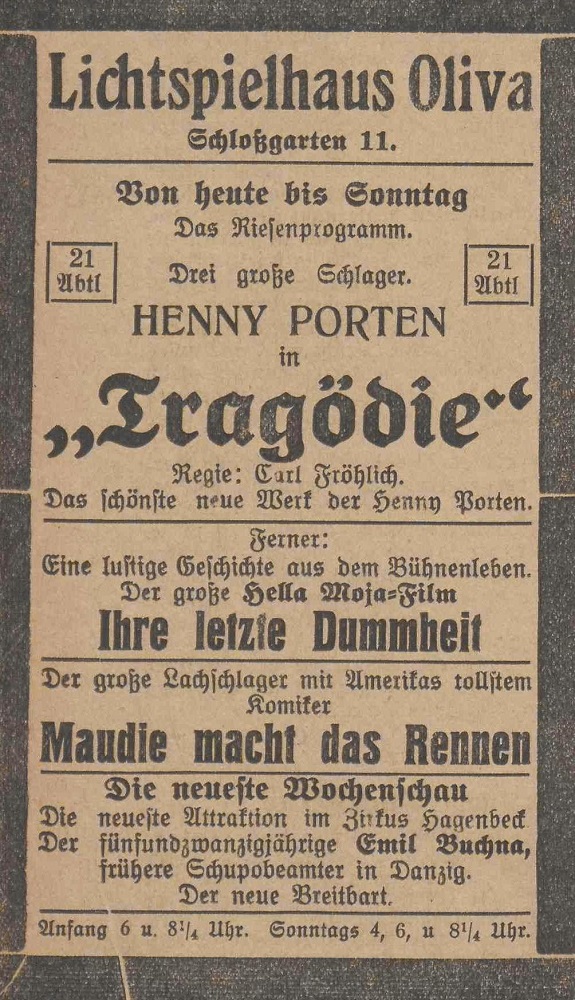 Lichtspielhaus Oliva
Schloßgarten 11.
Von heute bis Sonntag
Das Riesenprogramm.
21
Abtl
Drei große Schlager.
21
Abtl
HENNY PORTEN
in
„Tragödie“
Regie: Carl Fröhlich.
Das schönste neue Werk der Henny Porten.
Ferner:
Eine lustige Geschichte aus dem Bühnenleben.
Der große Hella Moja-Film
Ihre letzte Dummheit
Der große Lachschlager mit Amerikas tollstem
Komiker
Maudie macht das Rennen
Die neueste Wochenschau
Die neueste Attraktion im Zirkus Hagenbeck
Der fünfundzwanzigjährige Emil Buchna,
frühere Schupobeamter in Danzig.
Der neue Breitbart.
Anfang 6 u. 8¼ Uhr. Sonntags 4, 6, u 8¼ Uhr.